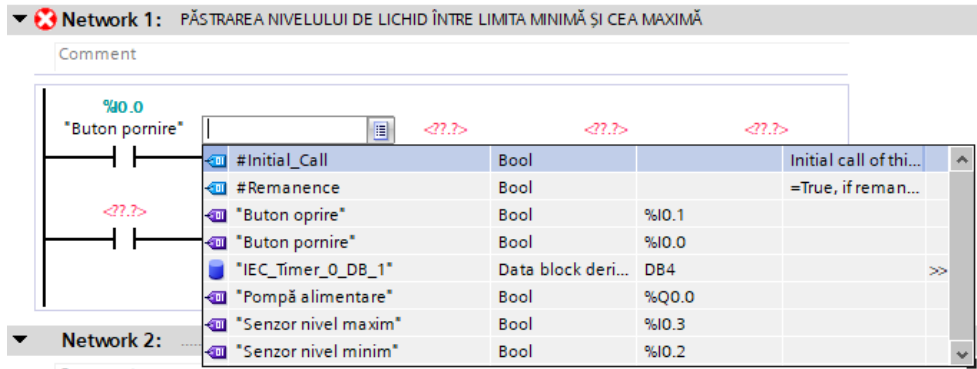 Network 1: PĂSTRAREA NIVELULUI DE LICHID ÎNTRE LIMITA MINIMĂ ȘI CEA MAXIMĂ
Comment
%I0.0
"Buton pornire"
<??.?> <??.?> <??.?>
#Initial_Call Bool Initial call of thi...
#Remanence Bool =True, if reman...
<??.?>
"Buton oprire" Bool %I0.1
"Buton pornire" Bool %I0.0
"IEC_Timer_0_DB_1" Data block deri... DB4 >>
"Pompă alimentare" Bool %Q0.0
"Senzor nivel maxim" Bool %I0.3
Network 2: ......
"Senzor nivel minim" Bool %I0.2